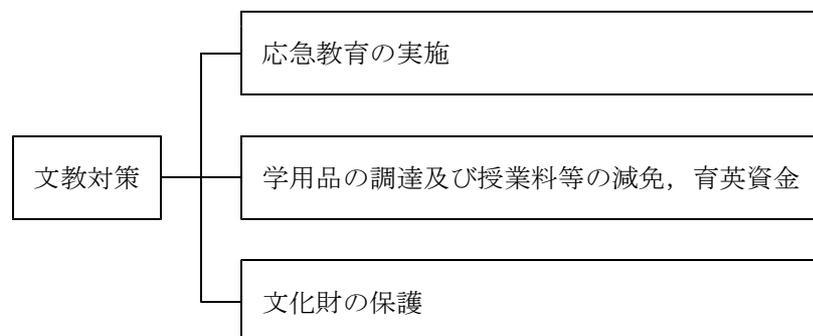 応急教育の実施
文教対策
学用品の調達及び授業料等の減免，育英資金
文化財の保護